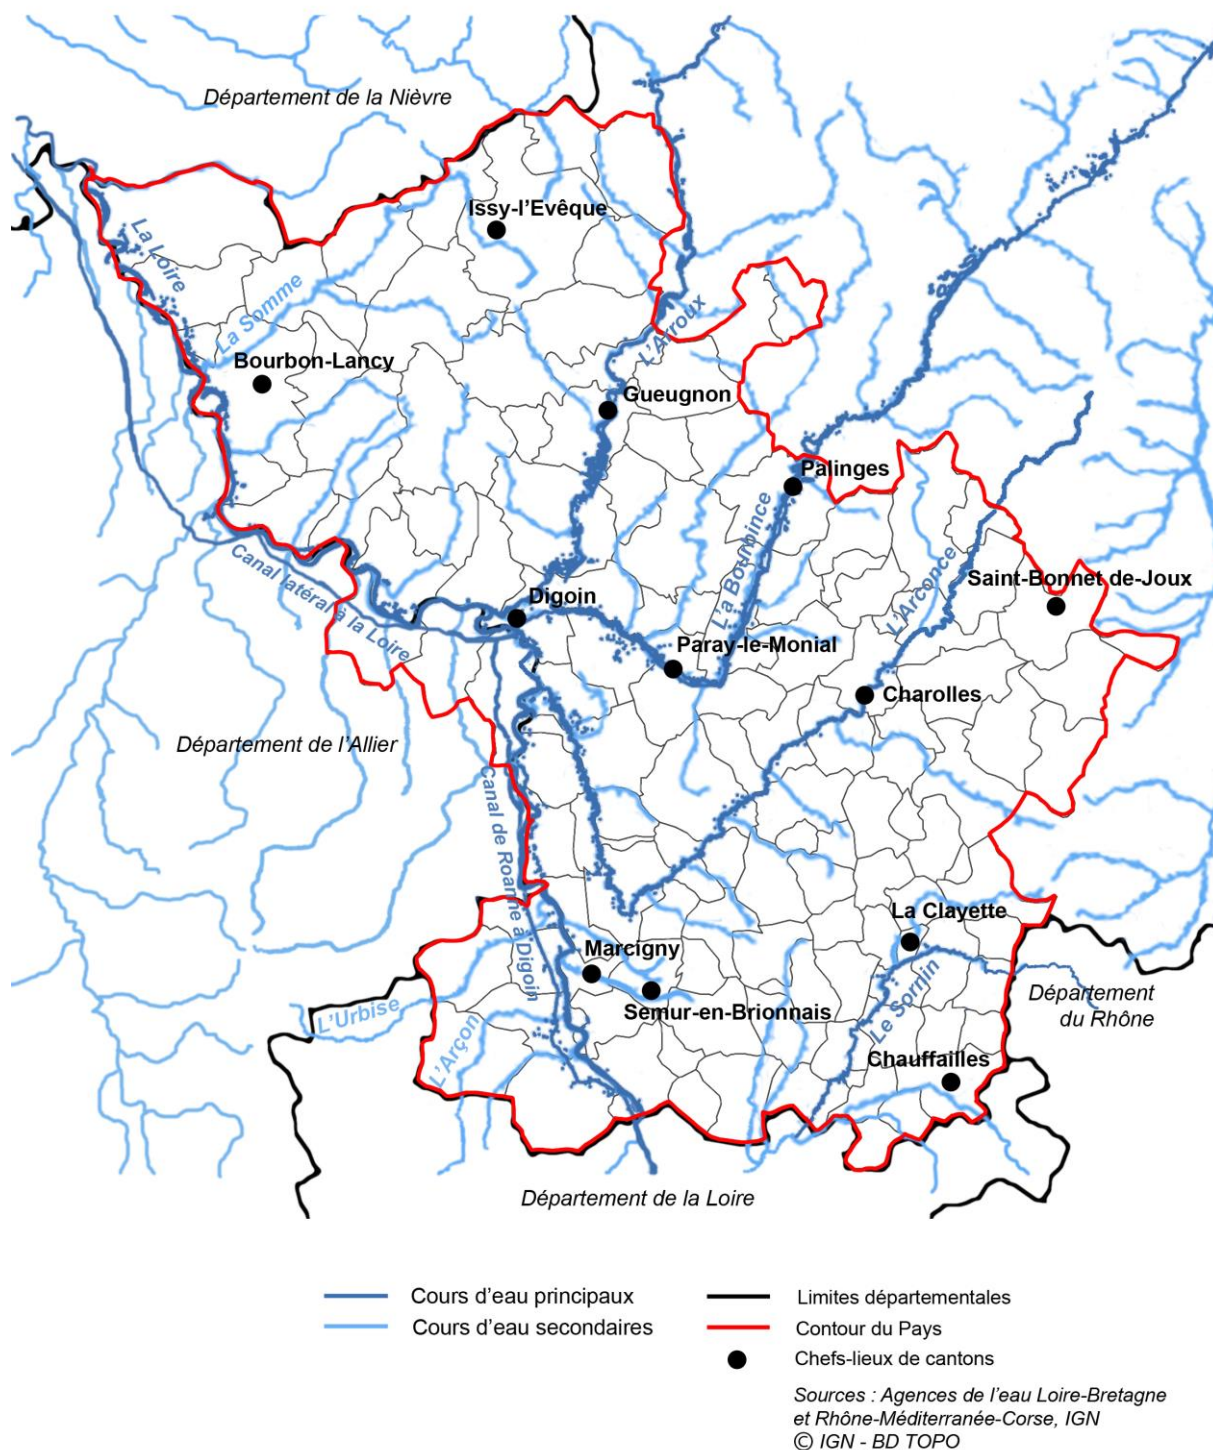 Département de la Nièvre
Issy-l'Evêque
La Loire
La Somme
L'Arroux
Bourbon-Lancy
Gueugnon
Palinges
La Bourbince
Canal latéral à la Loire
L'Arconce
Saint-Bonnet de-Joux
Digoin
Paray-le-Monial
Charolles
Département de l'Allier
Canal de Roanne à Digoin
La Clayette
Marcigny
Semur-en-Brionnais
L'Urbise
L'Arçon
Le Sornin
Département
du Rhône
Chauffailles
Département de la Loire
Cours d'eau principaux
Cours d'eau secondaires
Limites départementales
Contour du Pays
Chefs-lieux de cantons
Sources : Agences de l'eau Loire-Bretagne
et Rhône-Méditerranée-Corse, IGN
© IGN - BD TOPO